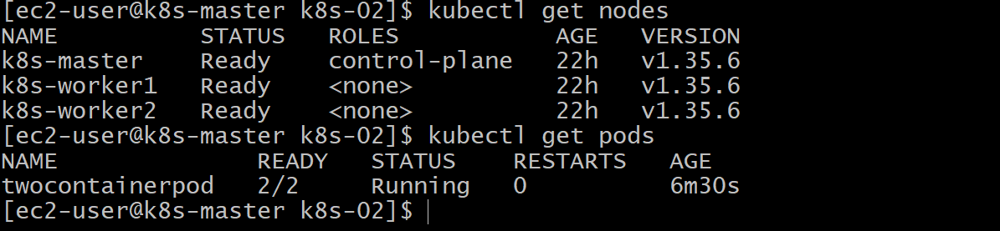 [ec2-user@k8s-master k8s-02]$ kubectl get nodes
NAME          STATUS   ROLES           AGE   VERSION
k8s-master    Ready    control-plane   22h   v1.35.6
k8s-worker1   Ready    <none>          22h   v1.35.6
k8s-worker2   Ready    <none>          22h   v1.35.6
[ec2-user@k8s-master k8s-02]$ kubectl get pods
NAME              READY   STATUS    RESTARTS   AGE
twocontainerpod   2/2     Running   0          6m30s
[ec2-user@k8s-master k8s-02]$